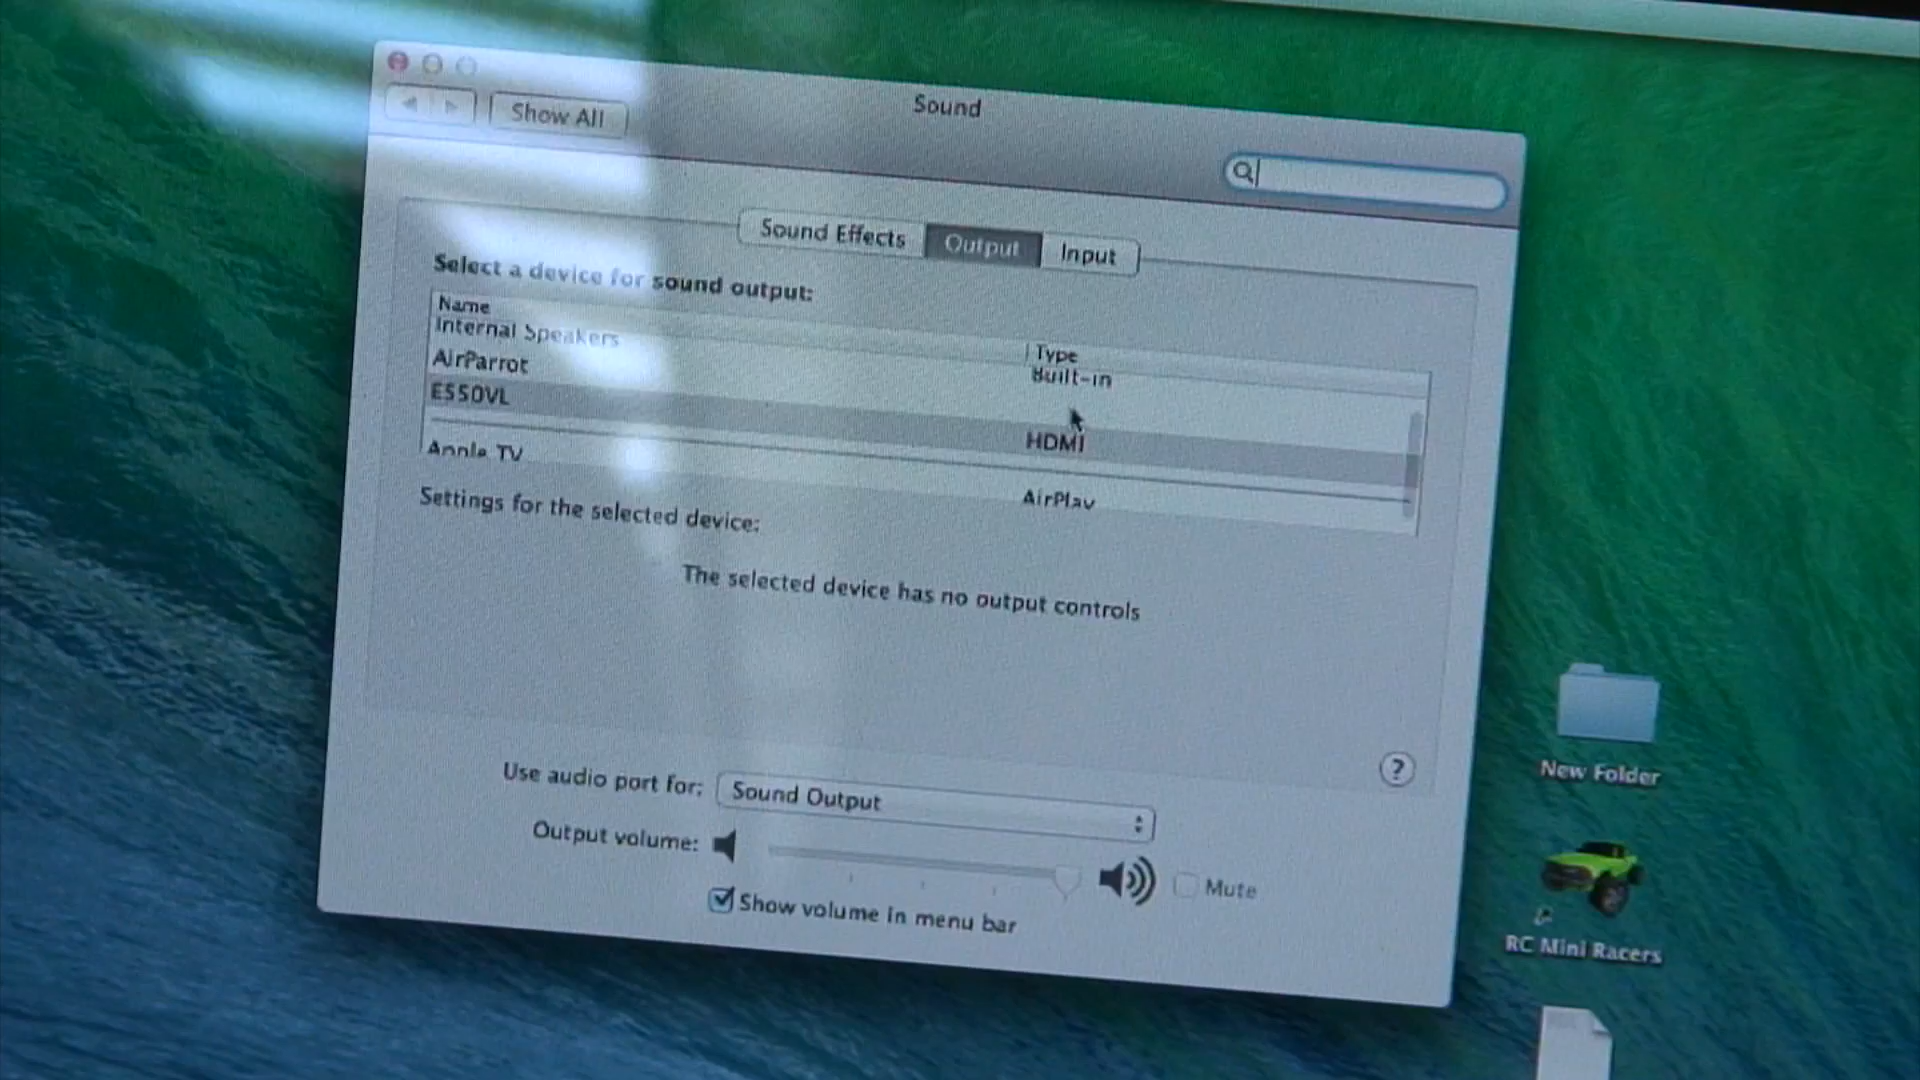 Sound
Show All
Sound Effects Output Input
Select a device for sound output:
Name Type
Internal Speakers Built-in
AirParrot
E550VL HDMI
Apple TV AirPlay
Settings for the selected device:
The selected device has no output controls
?
Use audio port for: Sound Output
Output volume: Mute
Show volume in menu bar
New Folder
RC Mini Racers